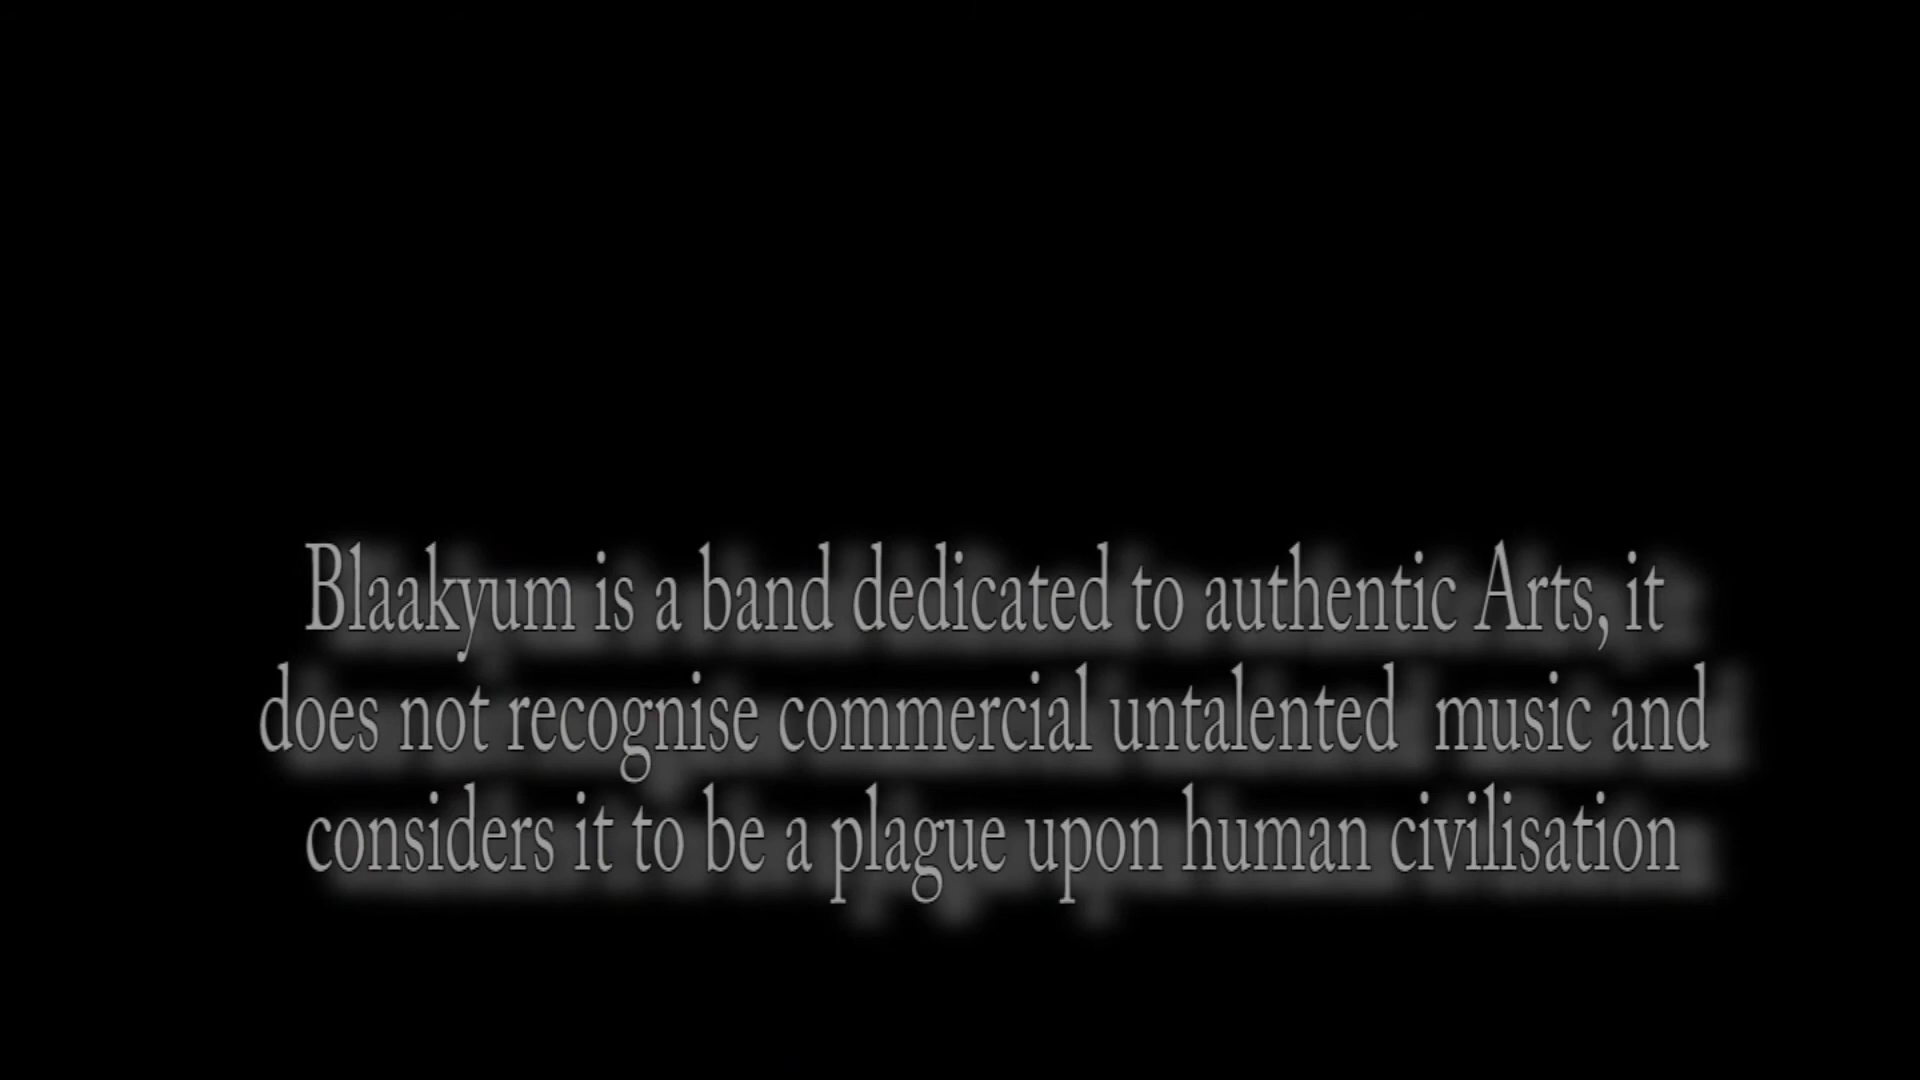 Blaakyum is a band dedicated to authentic Arts, it
does not recognise commercial untalented  music and
considers it to be a plague upon human civilisation